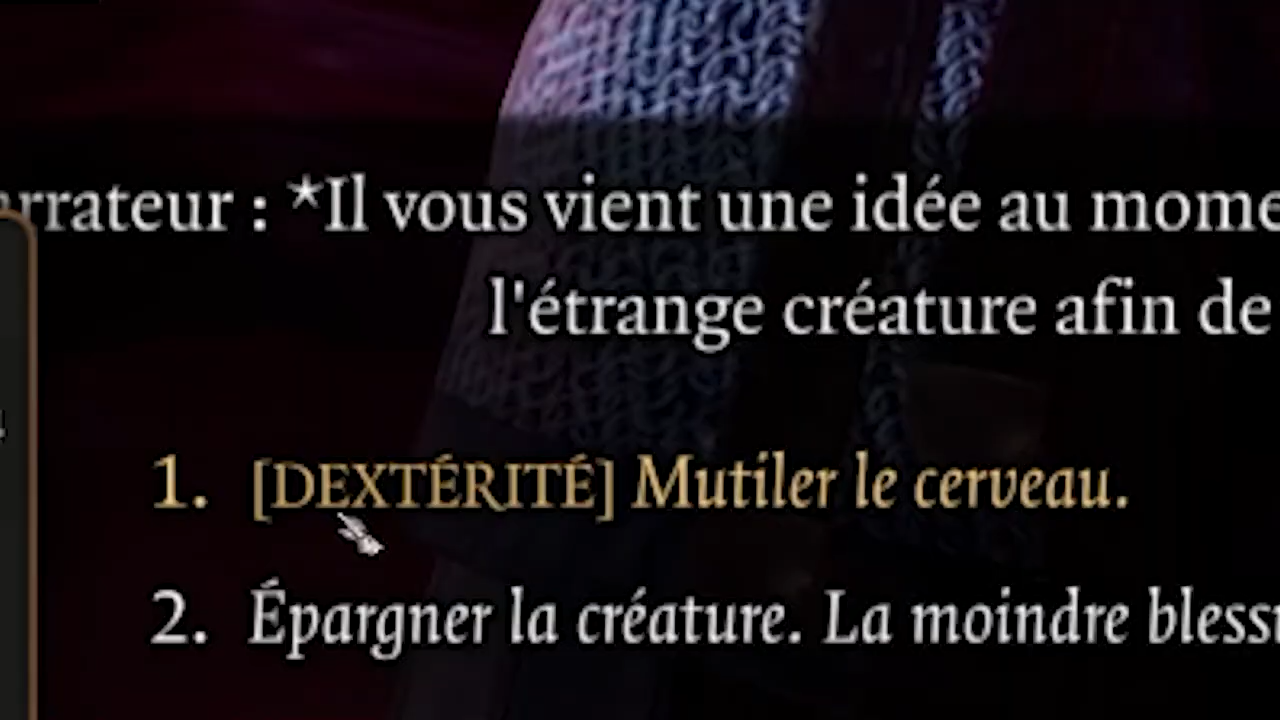 rrateur : *Il vous vient une idée au mome
l'étrange créature afin de
1. [DEXTÉRITÉ] Mutiler le cerveau.
2. Épargner la créature. La moindre bless